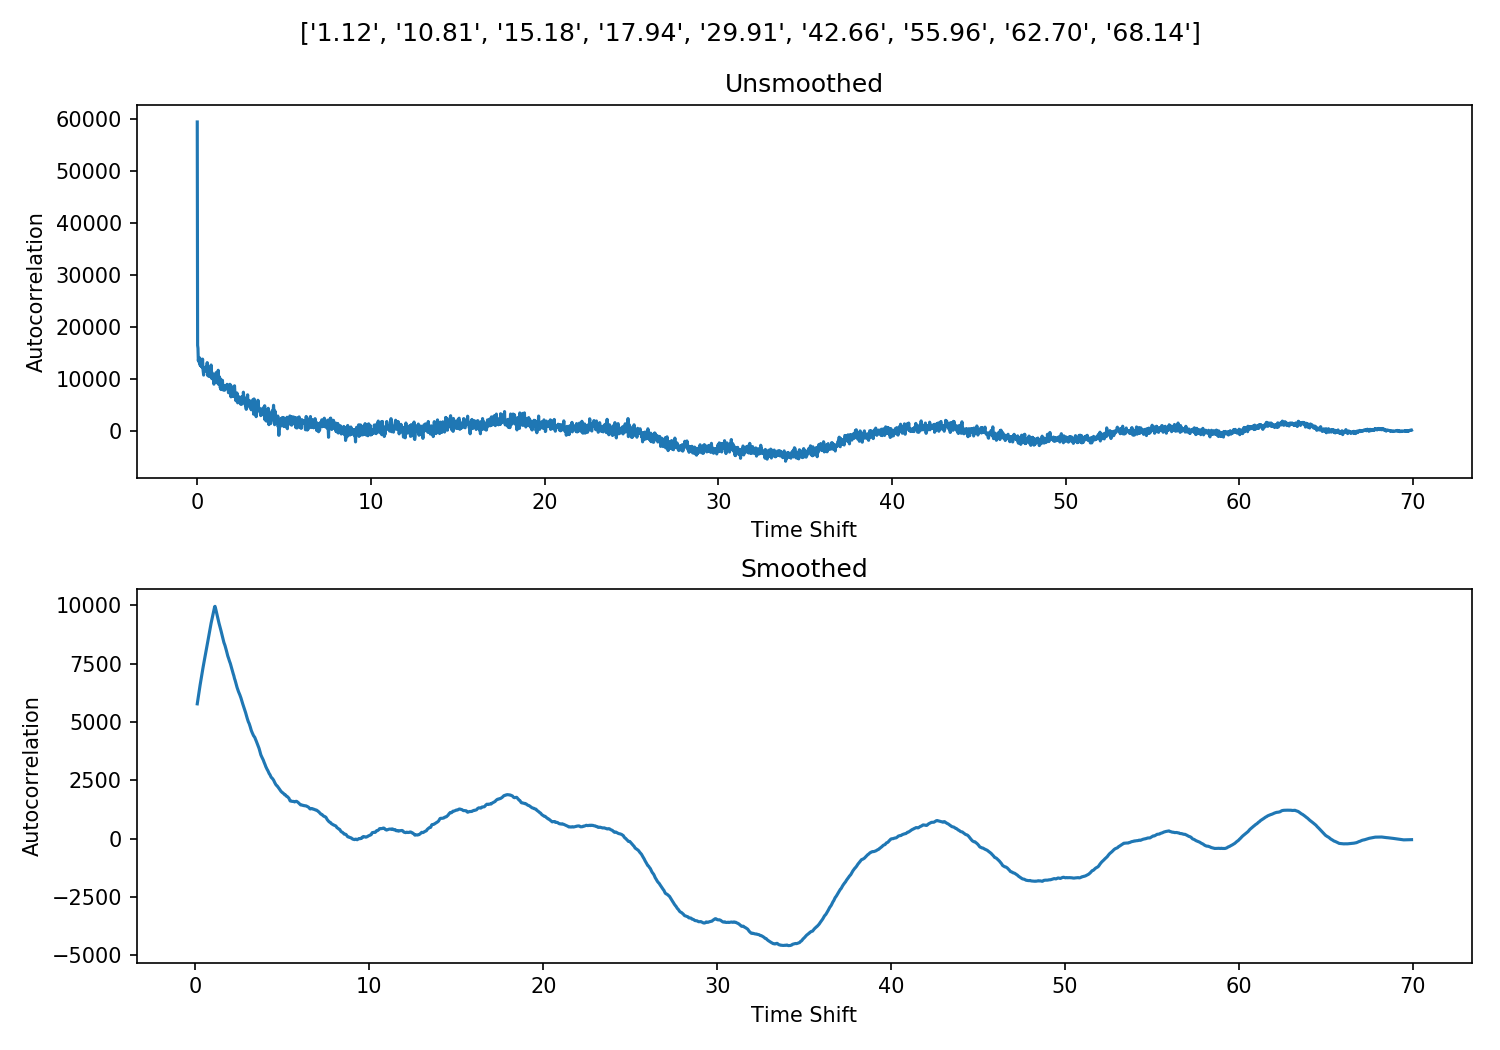 ['1.12', '10.81', '15.18', '17.94', '29.91', '42.66', '55.96', '62.70', '68.14']
Unsmoothed
60000
50000
40000
30000
20000
10000
0
Autocorrelation
0 10 20 30 40 50 60 70
Time Shift
Smoothed
10000
7500
5000
2500
0
−2500
−5000
Autocorrelation
0 10 20 30 40 50 60 70
Time Shift